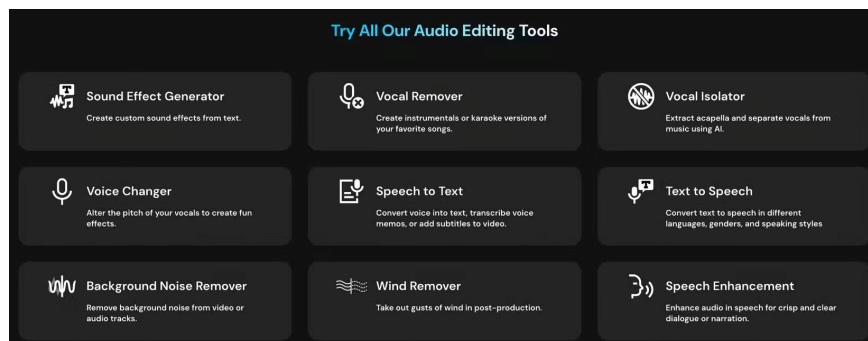 Try All Our Audio Editing Tools
Sound Effect Generator
Create custom sound effects from text.
Vocal Remover
Create instrumentals or karaoke versions of
your favorite songs.
Vocal Isolator
Extract acapella and separate vocals from
music using AI.
Voice Changer
Alter the pitch of your vocals to create fun
effects.
Speech to Text
Convert voice into text, transcribe voice
memos, or add subtitles to video.
Text to Speech
Convert text to speech in different
languages, genders, and speaking styles
Background Noise Remover
Remove background noise from video or
audio tracks.
Wind Remover
Take out gusts of wind in post-production.
Speech Enhancement
Enhance audio in speech for crisp and clear
dialogue or narration.